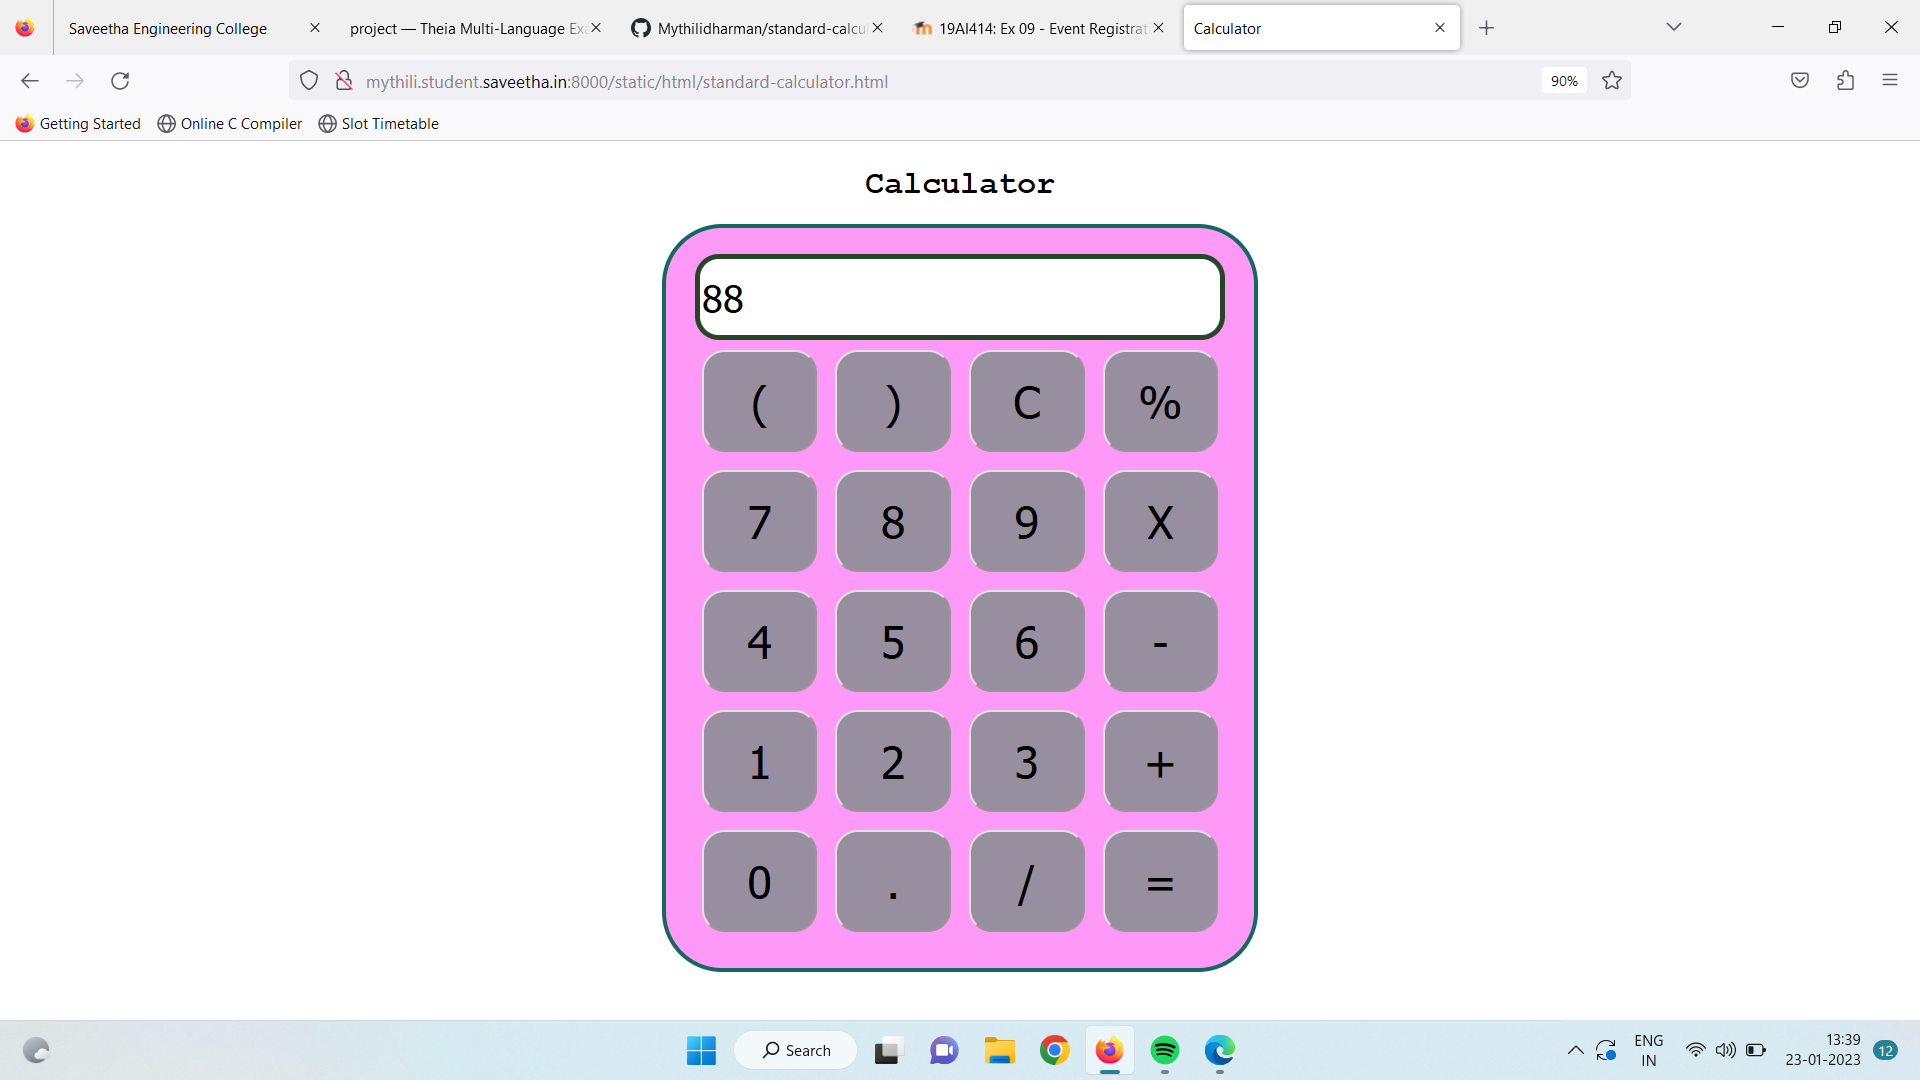 Saveetha Engineering College
project — Theia Multi-Language Exa
Mythilidharman/standard-calcu
19AI414: Ex 09 - Event Registrat
Calculator
mythili.student.saveetha.in:8000/static/html/standard-calculator.html
90%
Getting Started
Online C Compiler
Slot Timetable
Calculator
88
( ) C %
7 8 9 X
4 5 6 -
1 2 3 +
0 . / =
Search
ENG
IN
13:39
23-01-2023
12